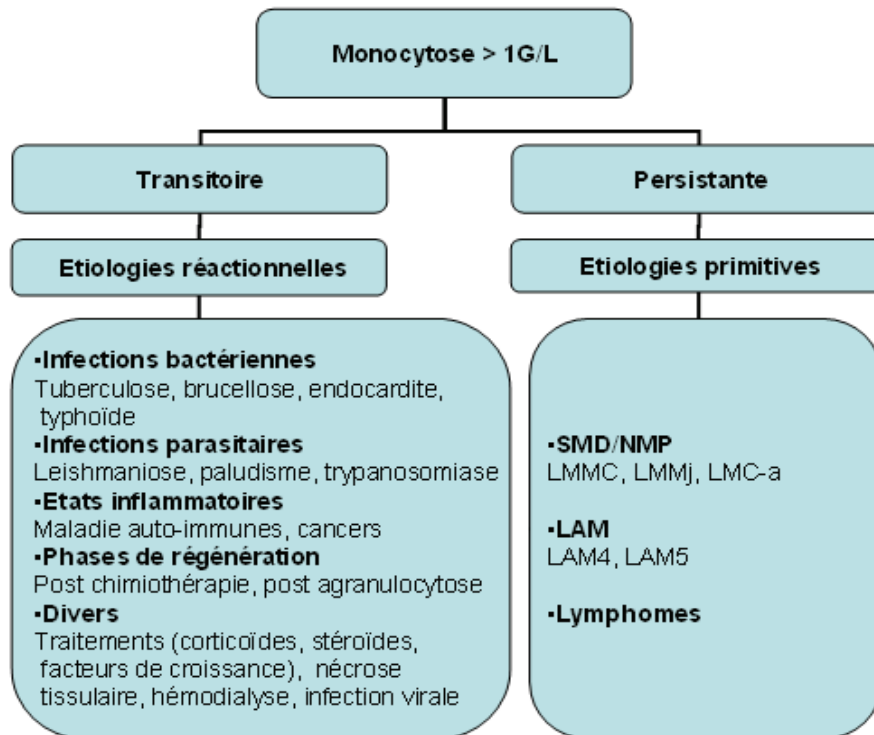 Monocytose > 1G/L
Transitoire
Persistante
Etiologies réactionnelles
Etiologies primitives
▪Infections bactériennes
Tuberculose, brucellose, endocardite,
typhoïde
▪Infections parasitaires
Leishmaniose, paludisme, trypanosomiase
▪Etats inflammatoires
Maladie auto-immunes, cancers
▪Phases de régénération
Post chimiothérapie, post agranulocytose
▪Divers
Traitements (corticoïdes, stéroïdes,
facteurs de croissance), nécrose
tissulaire, hémodialyse, infection virale
▪SMD/NMP
LMMC, LMMj, LMC-a
▪LAM
LAM4, LAM5
▪Lymphomes